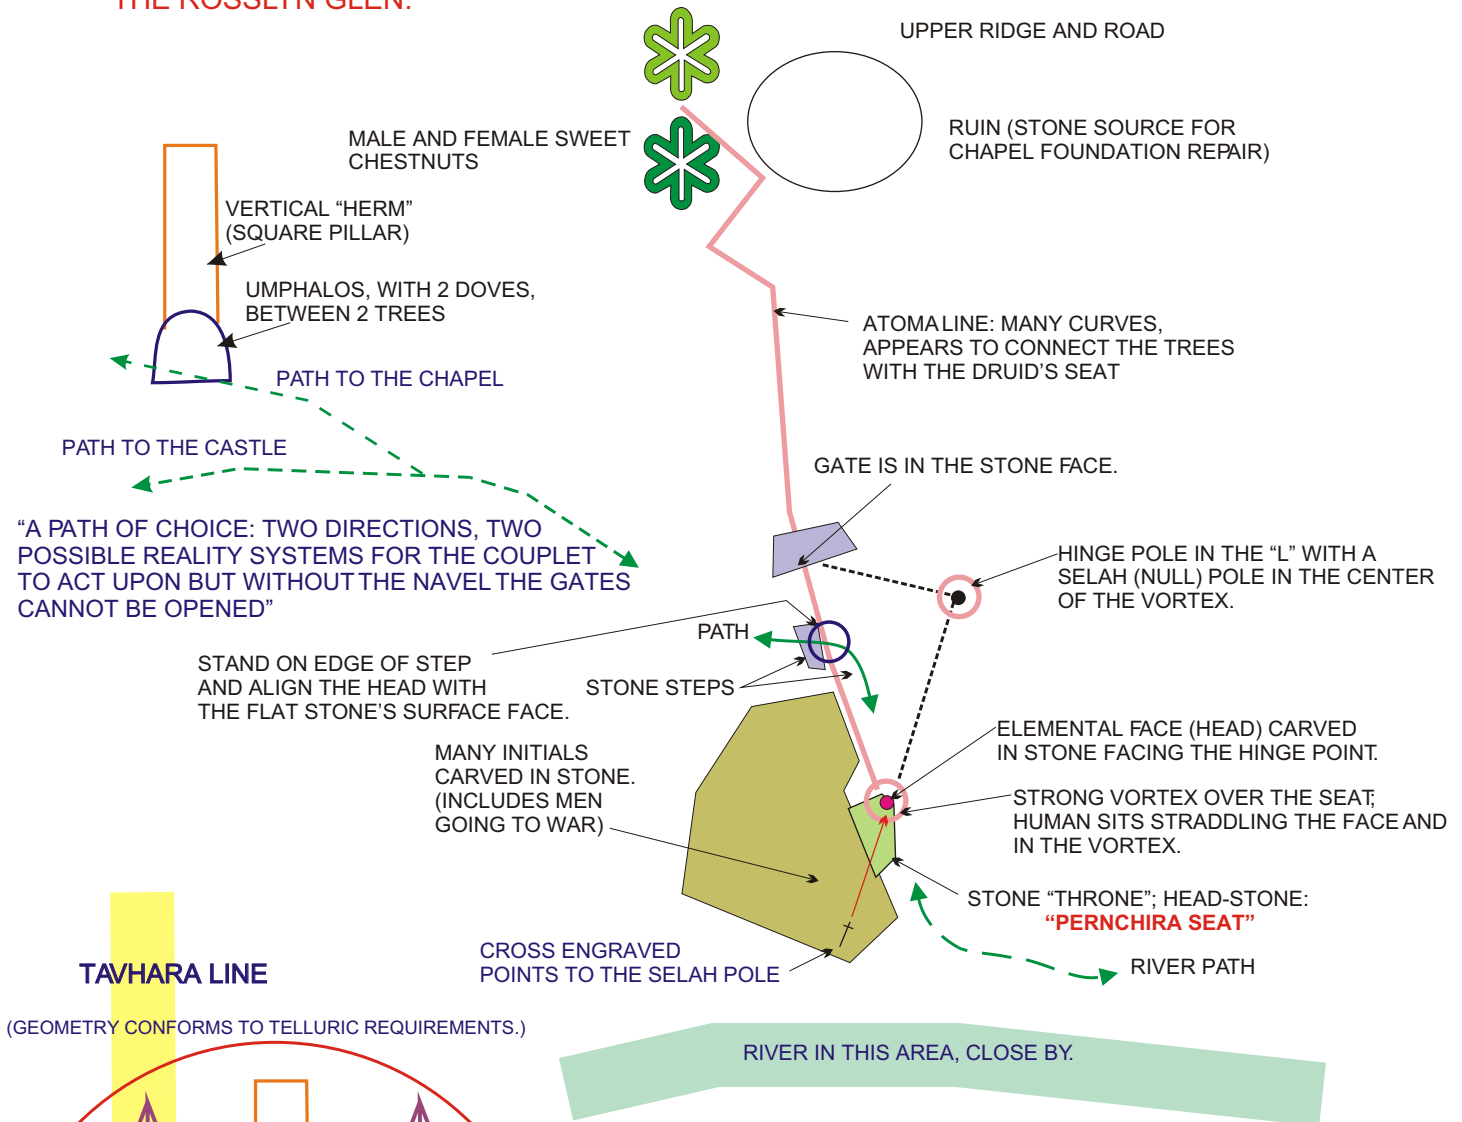 THE ROSSLYN GLEN.
UPPER RIDGE AND ROAD
RUIN (STONE SOURCE FOR
CHAPEL FOUNDATION REPAIR)
MALE AND FEMALE SWEET
CHESTNUTS
VERTICAL “HERM”
(SQUARE PILLAR)
UMPHALOS, WITH 2 DOVES,
BETWEEN 2 TREES
ATOMALINE: MANY CURVES,
APPEARS TO CONNECT THE TREES
WITH THE DRUID’S SEAT
PATH TO THE CHAPEL
PATH TO THE CASTLE
GATE IS IN THE STONE FACE.
“A PATH OF CHOICE: TWO DIRECTIONS, TWO
POSSIBLE REALITY SYSTEMS FOR THE COUPLET
TO ACT UPON BUT WITHOUT THE NAVEL THE GATES
CANNOT BE OPENED”
HINGE POLE IN THE “L” WITH A
SELAH (NULL) POLE IN THE CENTER
OF THE VORTEX.
PATH
STAND ON EDGE OF STEP
AND ALIGN THE HEAD WITH
THE FLAT STONE’S SURFACE FACE.
STONE STEPS
ELEMENTAL FACE (HEAD) CARVED
IN STONE FACING THE HINGE POINT.
MANY INITIALS
CARVED IN STONE.
(INCLUDES MEN
GOING TO WAR)
STRONG VORTEX OVER THE SEAT;
HUMAN SITS STRADDLING THE FACE AND
IN THE VORTEX.
STONE “THRONE”; HEAD-STONE:
“PERNCHIRA SEAT”
CROSS ENGRAVED
POINTS TO THE SELAH POLE
RIVER PATH
TAVHARA LINE
(GEOMETRY CONFORMS TO TELLURIC REQUIREMENTS.)
RIVER IN THIS AREA, CLOSE BY.